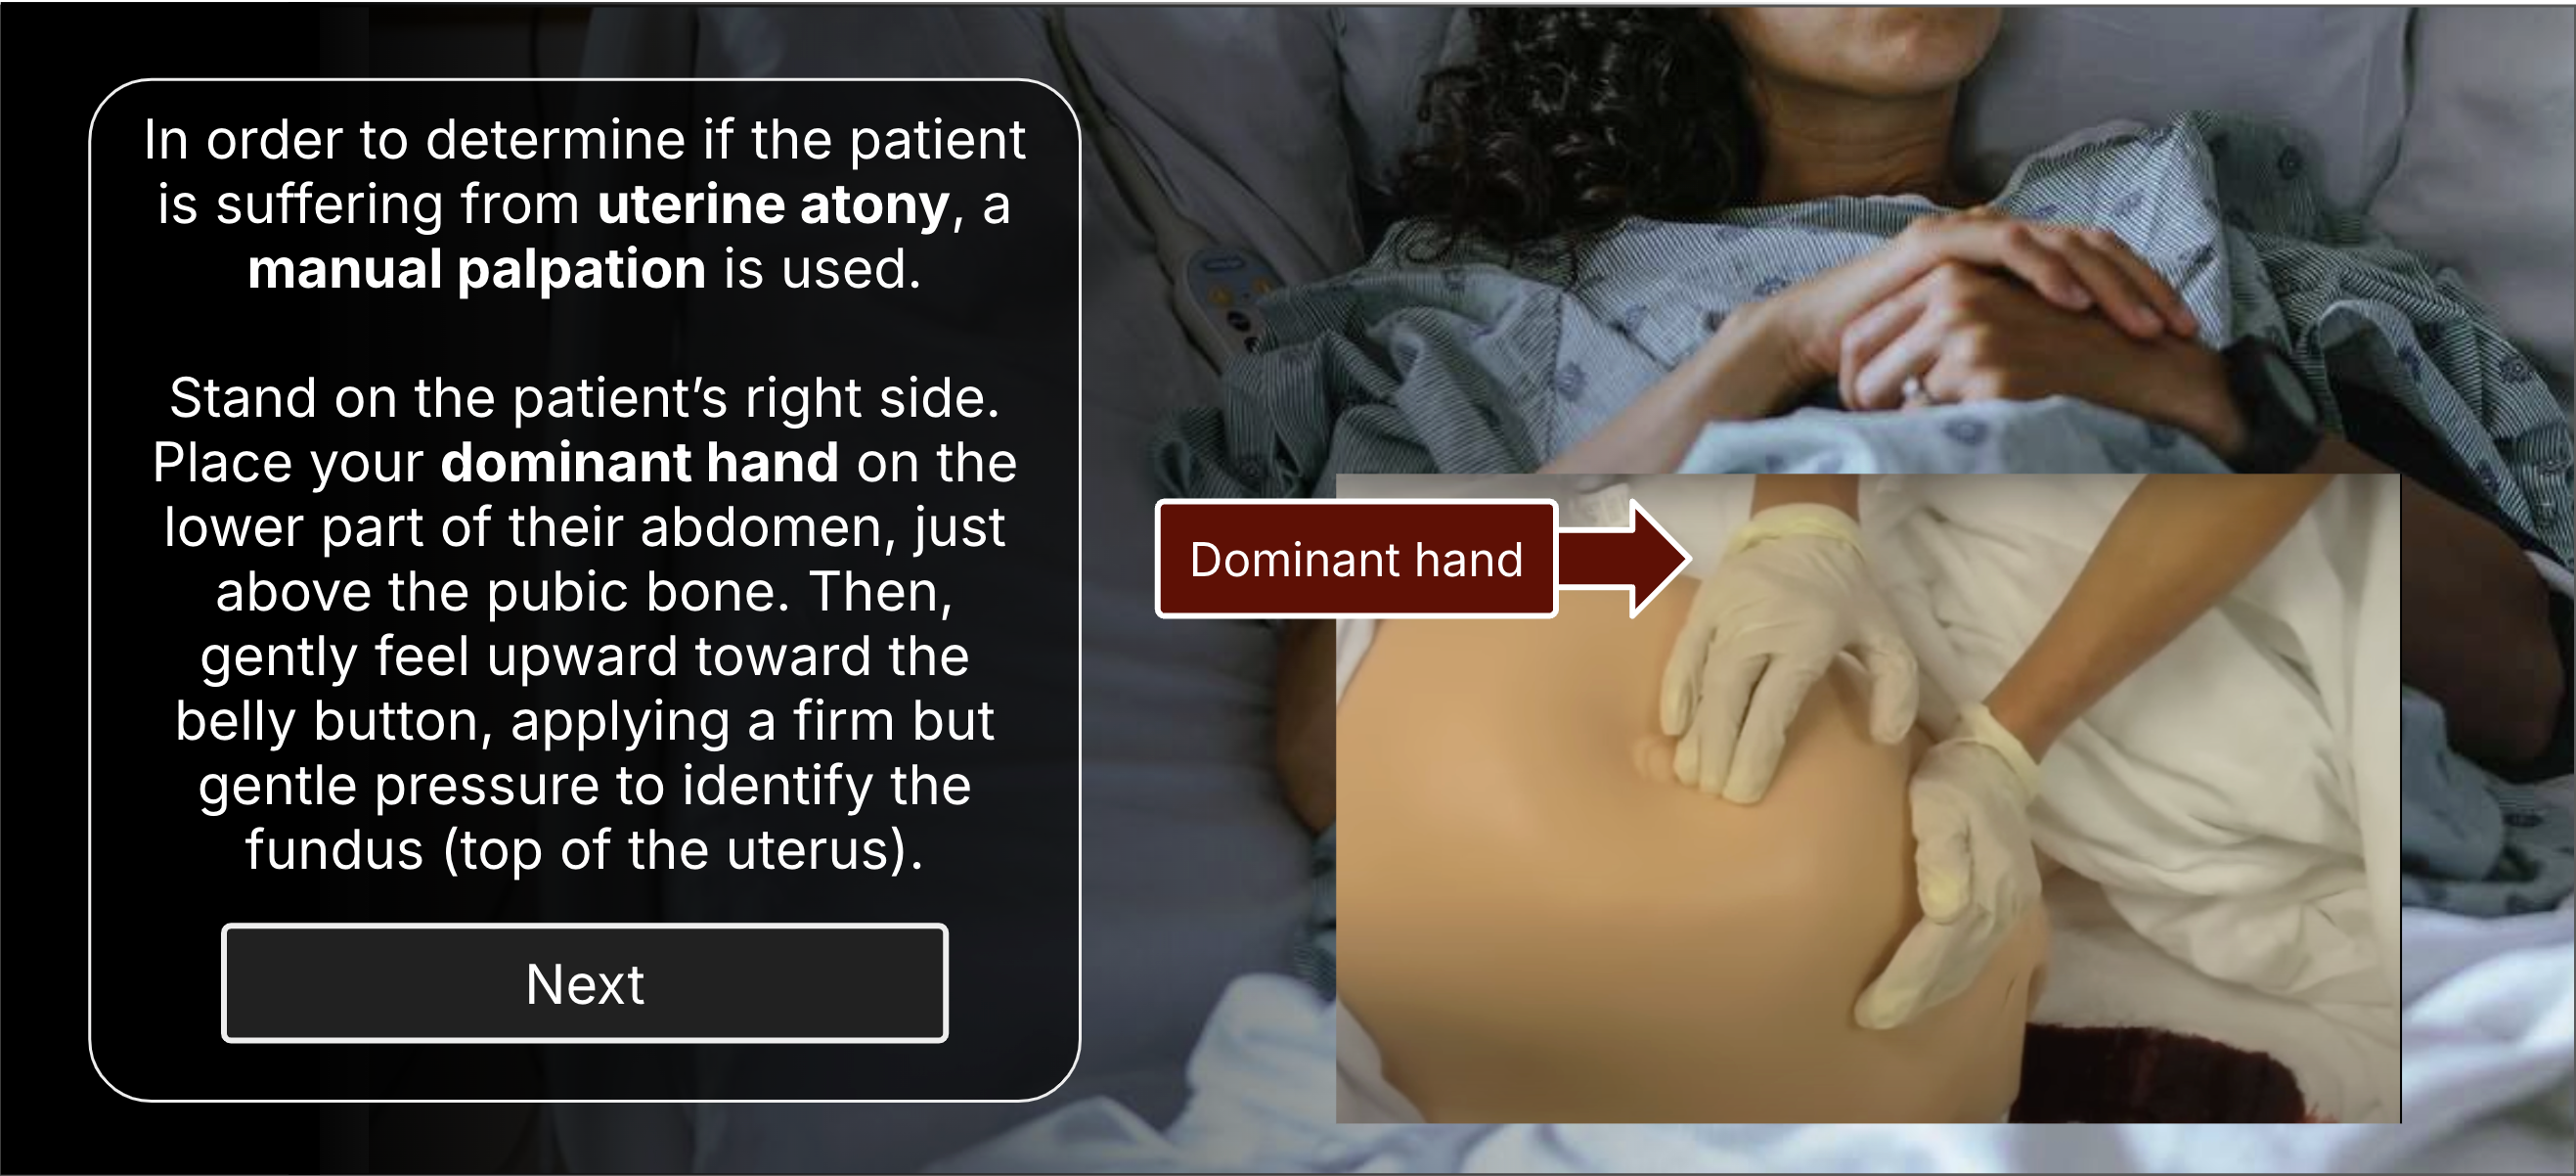 In order to determine if the patient
is suffering from uterine atony, a
manual palpation is used.
Stand on the patient’s right side.
Place your dominant hand on the
lower part of their abdomen, just
above the pubic bone. Then,
gently feel upward toward the
belly button, applying a firm but
gentle pressure to identify the
fundus (top of the uterus).
Next
Dominant hand